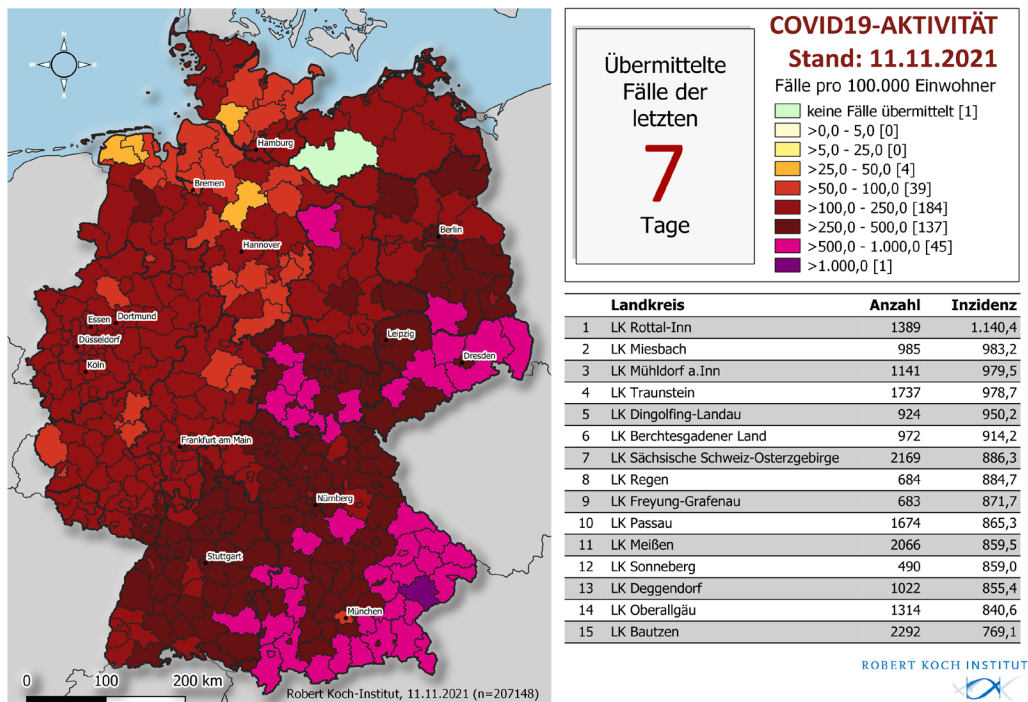 N
W
E
S
Hamburg
Bremen
Berlin
Hannover
Essen
Dortmund
Düsseldorf
Leipzig
Dresden
Köln
Frankfurt am Main
Nürnberg
Stuttgart
München
0 100 200 km
Robert Koch-Institut, 11.11.2021 (n=207148)
Übermittelte
Fälle der
letzten
7
Tage
COVID19-AKTIVITÄT
Stand: 11.11.2021
Fälle pro 100.000 Einwohner
keine Fälle übermittelt [1]
>0,0 - 5,0 [0]
>5,0 - 25,0 [0]
>25,0 - 50,0 [4]
>50,0 - 100,0 [39]
>100,0 - 250,0 [184]
>250,0 - 500,0 [137]
>500,0 - 1.000,0 [45]
>1.000,0 [1]
Landkreis Anzahl Inzidenz
1 LK Rottal-Inn 1389 1.140,4
2 LK Miesbach 985 983,2
3 LK Mühldorf a.Inn 1141 979,5
4 LK Traunstein 1737 978,7
5 LK Dingolfing-Landau 924 950,2
6 LK Berchtesgadener Land 972 914,2
7 LK Sächsische Schweiz-Osterzgebirge 2169 886,3
8 LK Regen 684 884,7
9 LK Freyung-Grafenau 683 871,7
10 LK Passau 1674 865,3
11 LK Meißen 2066 859,5
12 LK Sonneberg 490 859,0
13 LK Deggendorf 1022 855,4
14 LK Oberallgäu 1314 840,6
15 LK Bautzen 2292 769,1
ROBERT KOCH INSTITUT